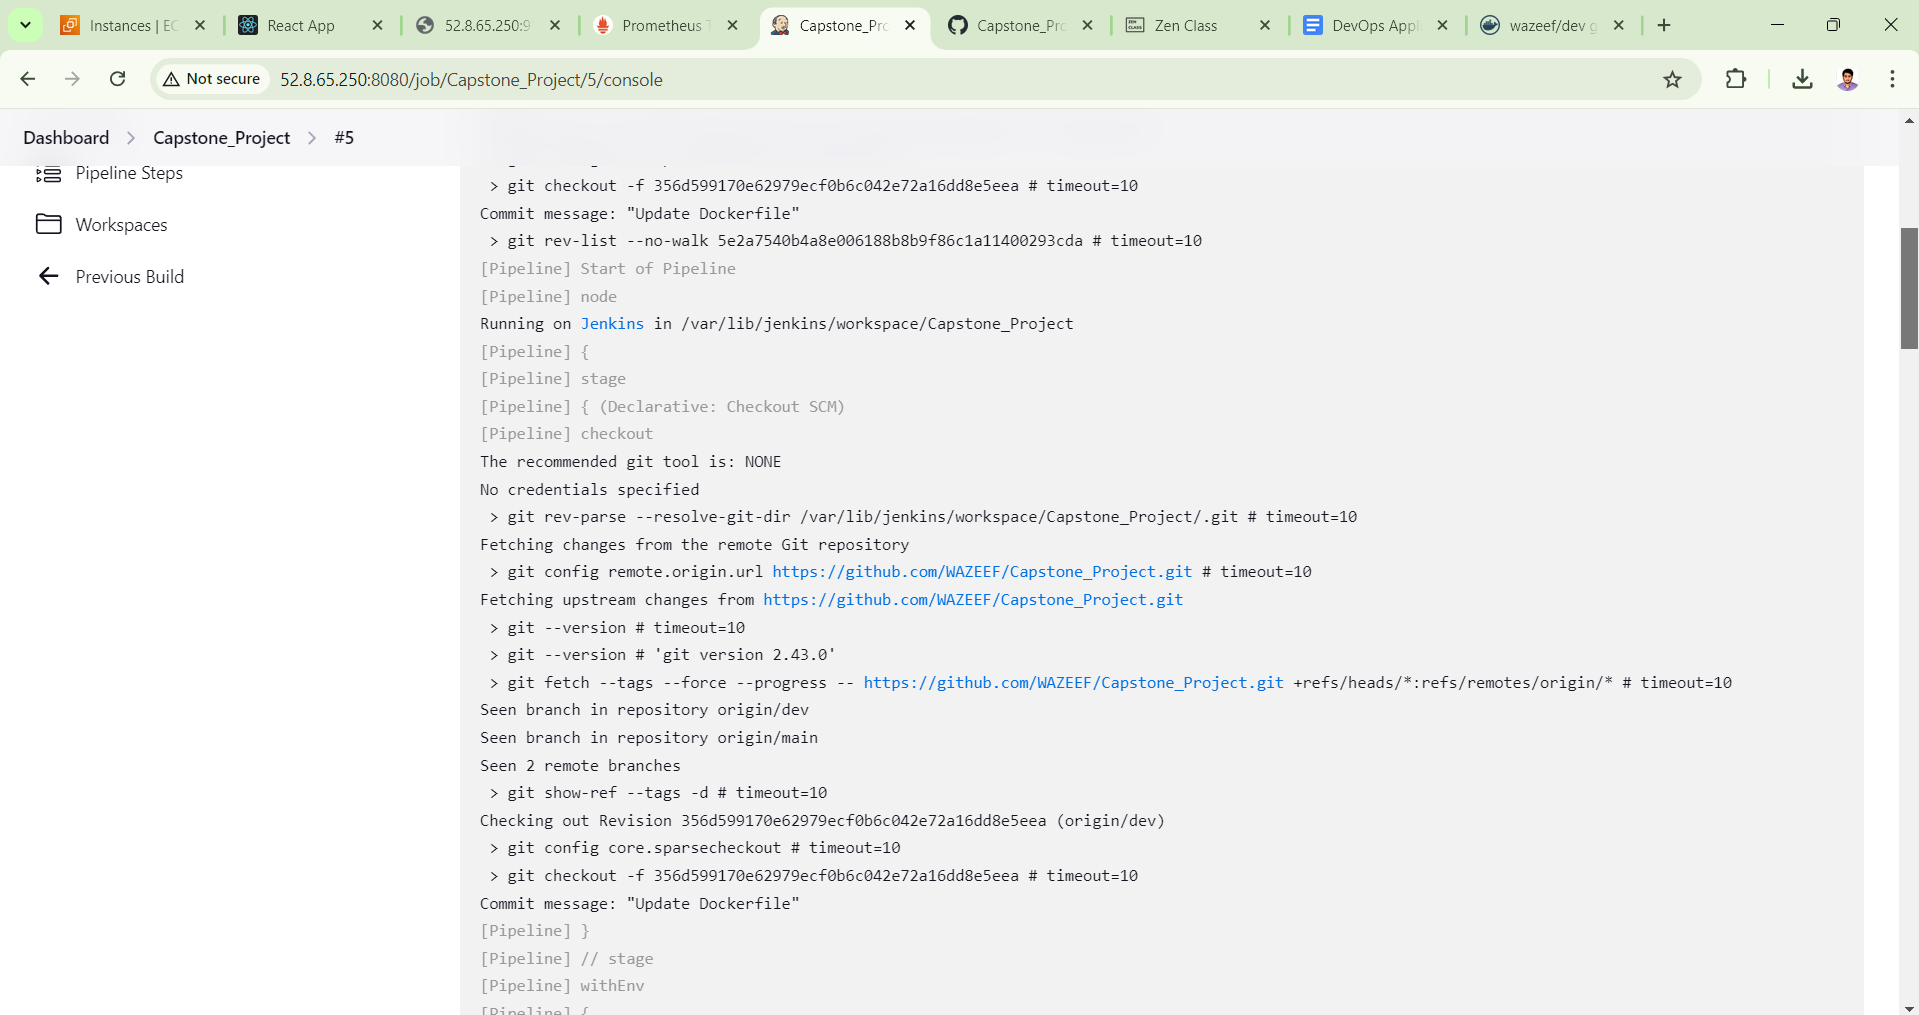 Instances | EC
React App
52.8.65.250:9
Prometheus T
Capstone_Pro
Capstone_Pro
Zen Class
DevOps Appl
wazeef/dev g
Not secure
52.8.65.250:8080/job/Capstone_Project/5/console
Dashboard > Capstone_Project > #5
Pipeline Steps
Workspaces
Previous Build
> git checkout -f 356d599170e62979ecf0b6c042e72a16dd8e5eea # timeout=10
Commit message: "Update Dockerfile"
> git rev-list --no-walk 5e2a7540b4a8e006188b8b9f86c1a11400293cda # timeout=10
[Pipeline] Start of Pipeline
[Pipeline] node
Running on Jenkins in /var/lib/jenkins/workspace/Capstone_Project
[Pipeline] {
[Pipeline] stage
[Pipeline] { (Declarative: Checkout SCM)
[Pipeline] checkout
The recommended git tool is: NONE
No credentials specified
> git rev-parse --resolve-git-dir /var/lib/jenkins/workspace/Capstone_Project/.git # timeout=10
Fetching changes from the remote Git repository
> git config remote.origin.url https://github.com/WAZEEF/Capstone_Project.git # timeout=10
Fetching upstream changes from https://github.com/WAZEEF/Capstone_Project.git
> git --version # timeout=10
> git --version # 'git version 2.43.0'
> git fetch --tags --force --progress -- https://github.com/WAZEEF/Capstone_Project.git +refs/heads/*:refs/remotes/origin/* # timeout=10
Seen branch in repository origin/dev
Seen branch in repository origin/main
Seen 2 remote branches
> git show-ref --tags -d # timeout=10
Checking out Revision 356d599170e62979ecf0b6c042e72a16dd8e5eea (origin/dev)
> git config core.sparsecheckout # timeout=10
> git checkout -f 356d599170e62979ecf0b6c042e72a16dd8e5eea # timeout=10
Commit message: "Update Dockerfile"
[Pipeline] }
[Pipeline] // stage
[Pipeline] withEnv
[Pipeline] {